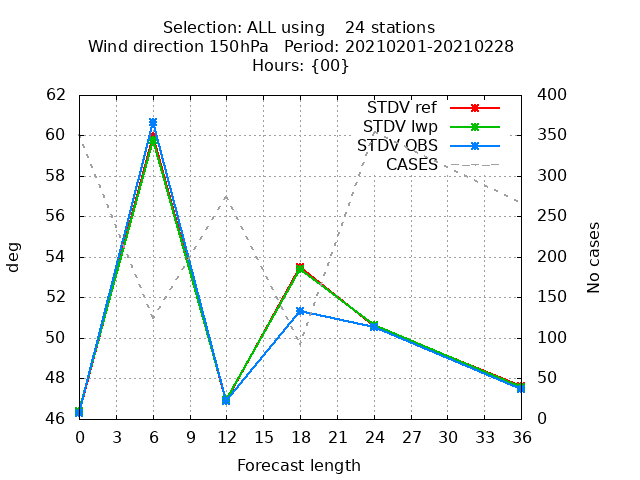 Selection: ALL using    24 stations
Wind direction 150hPa   Period: 20210201-20210228
Hours: {00}
62 400
60 350
58 300
56 250
54 200
52 150
50 100
48 50
46 0
STDV ref
STDV lwp
STDV OBS
CASES
deg
No cases
0 3 6 9 12 15 18 21 24 27 30 33 36
Forecast length